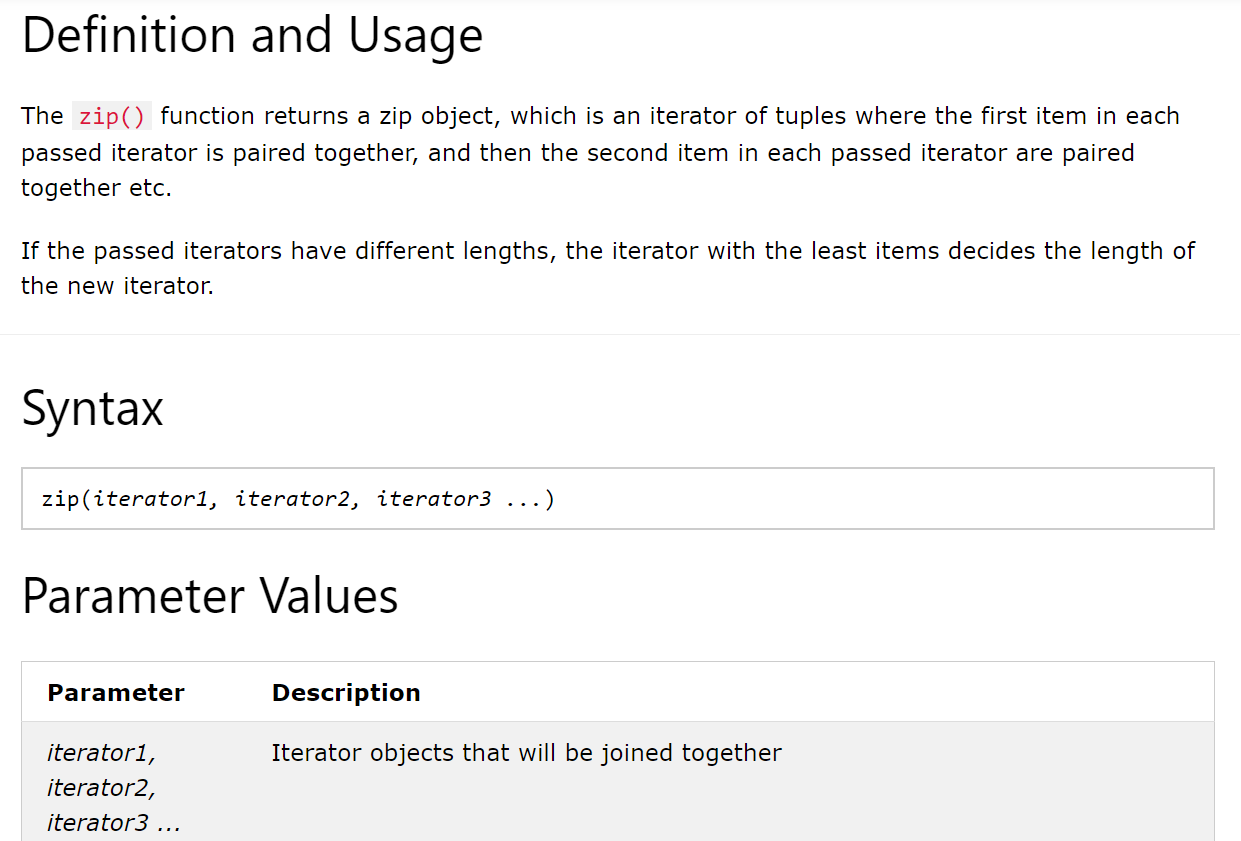 Definition and Usage
The zip() function returns a zip object, which is an iterator of tuples where the first item in each
passed iterator is paired together, and then the second item in each passed iterator are paired
together etc.
If the passed iterators have different lengths, the iterator with the least items decides the length of
the new iterator.
Syntax
zip(iterator1, iterator2, iterator3 ...)
Parameter Values
Parameter Description
iterator1, Iterator objects that will be joined together
iterator2,
iterator3 ...